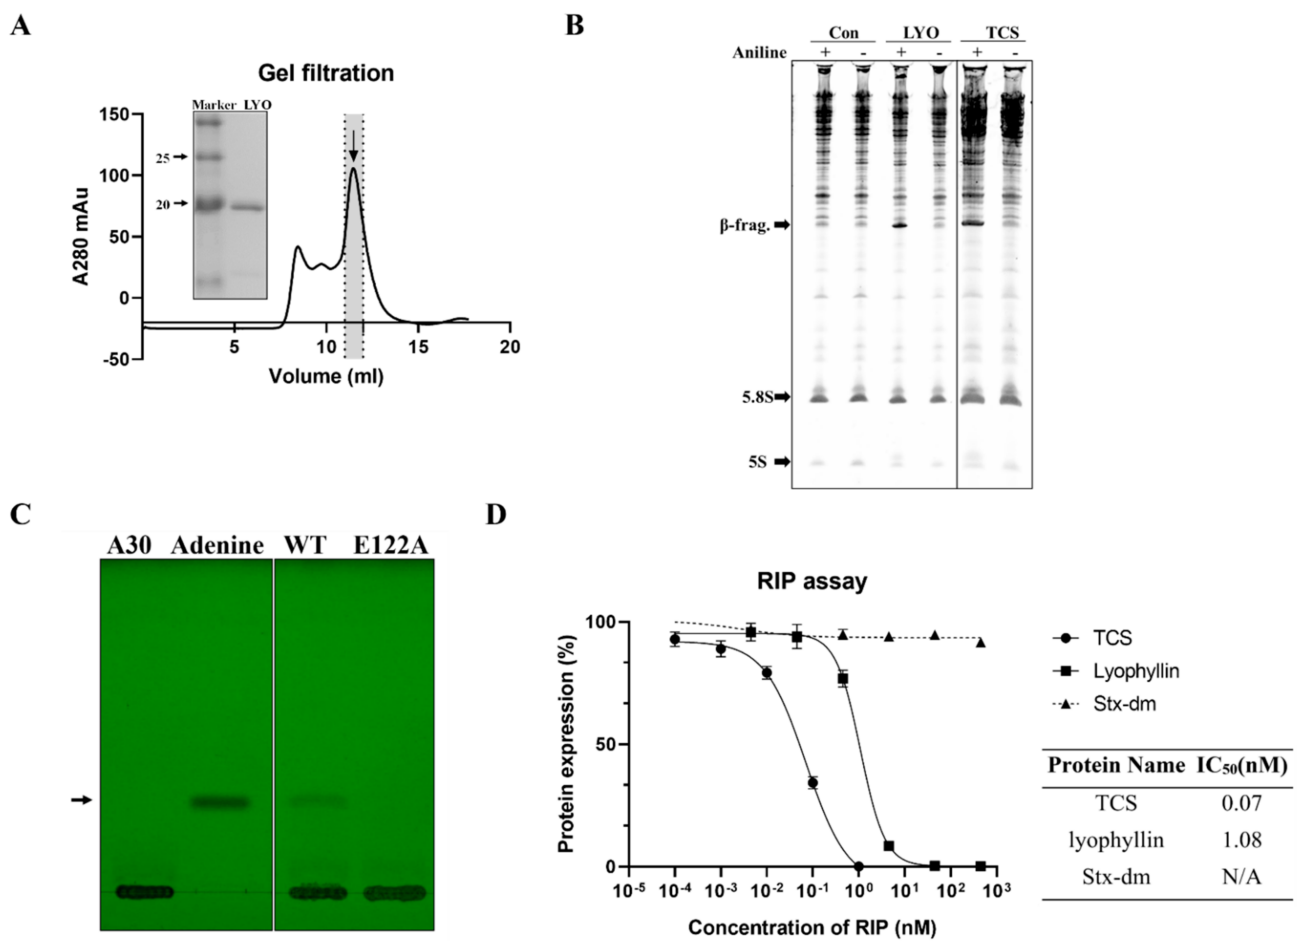 A
Gel filtration
Marker LYO
25
20
150
100
50
0
-50
A280 mAu
5 10 15 20
Volume (ml)
B
Con LYO TCS
Aniline + - + - + -
β-frag.
5.8S
5S
C
A30 Adenine WT E122A
D
RIP assay
100
50
0
Protein expression (%)
10-5 10-4 10-3 10-2 10-1 100 101 102 103
Concentration of RIP (nM)
TCS
Lyophyllin
Stx-dm
Protein Name IC50(nM)
TCS 0.07
lyophyllin 1.08
Stx-dm N/A